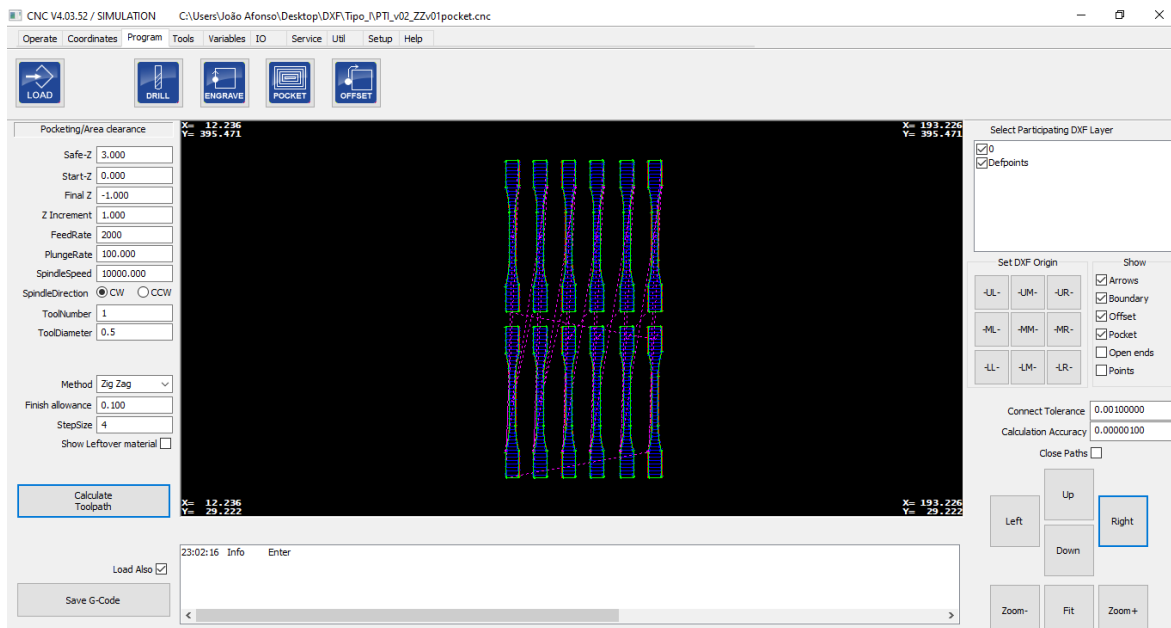 CNC V4.03.52 / SIMULATION C:\Users\João Afonso\Desktop\DXF\Tipo_I\PTI_v02_ZZv01pocket.cnc
Operate Coordinates Program Tools Variables IO Service Util Setup Help
LOAD DRILL ENGRAVE POCKET OFFSET
Pocketing/Area clearance
Safe-Z 3.000
Start-Z 0.000
Final Z -1.000
Z Increment 1.000
FeedRate 2000
PlungeRate 100.000
SpindleSpeed 10000.000
SpindleDirection CW CCW
ToolNumber 1
ToolDiameter 0.5
Method Zig Zag
Finish allowance 0.100
StepSize 4
Show Leftover material
Calculate
Toolpath
Load Also
Save G-Code
X= 12.236
Y= 395.471
X= 193.226
Y= 395.471
X= 12.236
Y= 29.222
X= 193.226
Y= 29.222
23:02:16 Info Enter
Select Participating DXF Layer
0
Defpoints
Set DXF Origin
-UL- -UM- -UR-
-ML- -MM- -MR-
-LL- -LM- -LR-
Show
Arrows
Boundary
Offset
Pocket
Open ends
Points
Connect Tolerance 0.00100000
Calculation Accuracy 0.00000100
Close Paths
Up
Left Right
Down
Zoom- Fit Zoom+